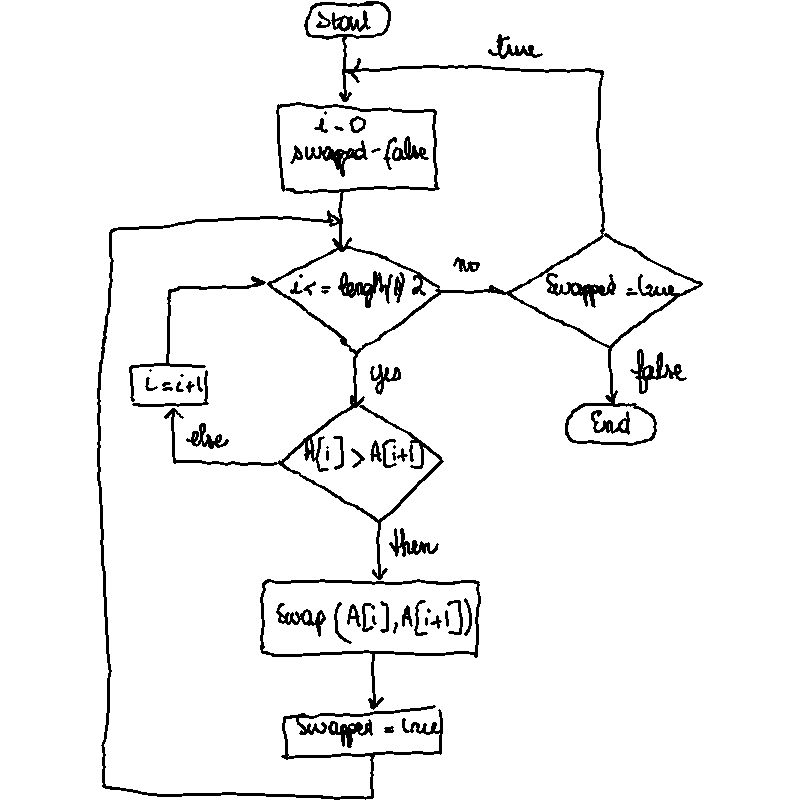 Start
true
i - 0
swaped - false
i <= length(A) 2
no
Swapped = true
yes
false
i = i+1
End
else
A[i] > A[i+1]
then
Swap (A[i], A[i+1])
Swapped = true